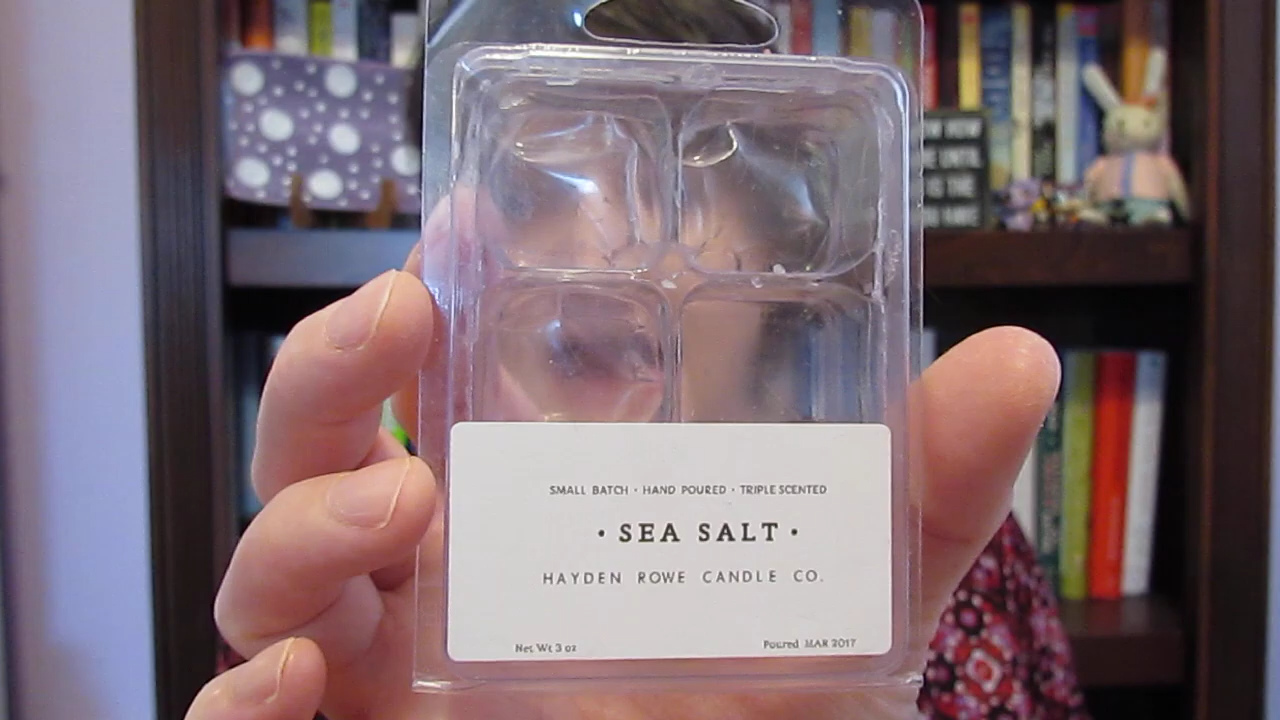 SMALL BATCH · HAND POURED · TRIPLE SCENTED
· SEA SALT ·
HAYDEN ROWE CANDLE CO.
Net Wt 3 oz
Poured MAR 2017